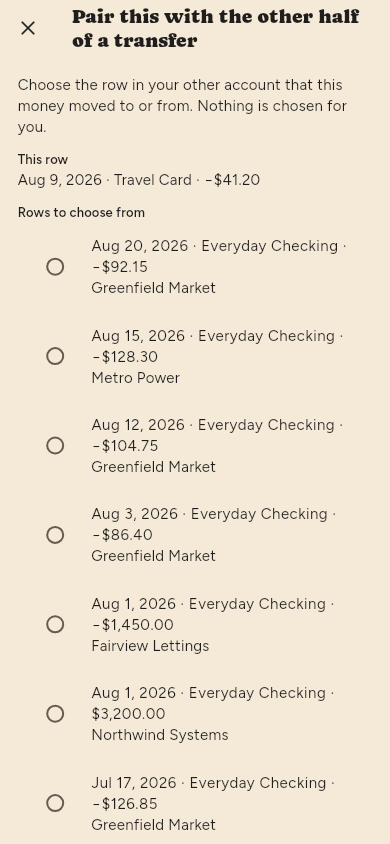 Pair this with the other half
of a transfer
Choose the row in your other account that this
money moved to or from. Nothing is chosen for
you.
This row
Aug 9, 2026 · Travel Card · −$41.20
Rows to choose from
Aug 20, 2026 · Everyday Checking ·
−$92.15
Greenfield Market
Aug 15, 2026 · Everyday Checking ·
−$128.30
Metro Power
Aug 12, 2026 · Everyday Checking ·
−$104.75
Greenfield Market
Aug 3, 2026 · Everyday Checking ·
−$86.40
Greenfield Market
Aug 1, 2026 · Everyday Checking ·
−$1,450.00
Fairview Lettings
Aug 1, 2026 · Everyday Checking ·
$3,200.00
Northwind Systems
Jul 17, 2026 · Everyday Checking ·
−$126.85
Greenfield Market